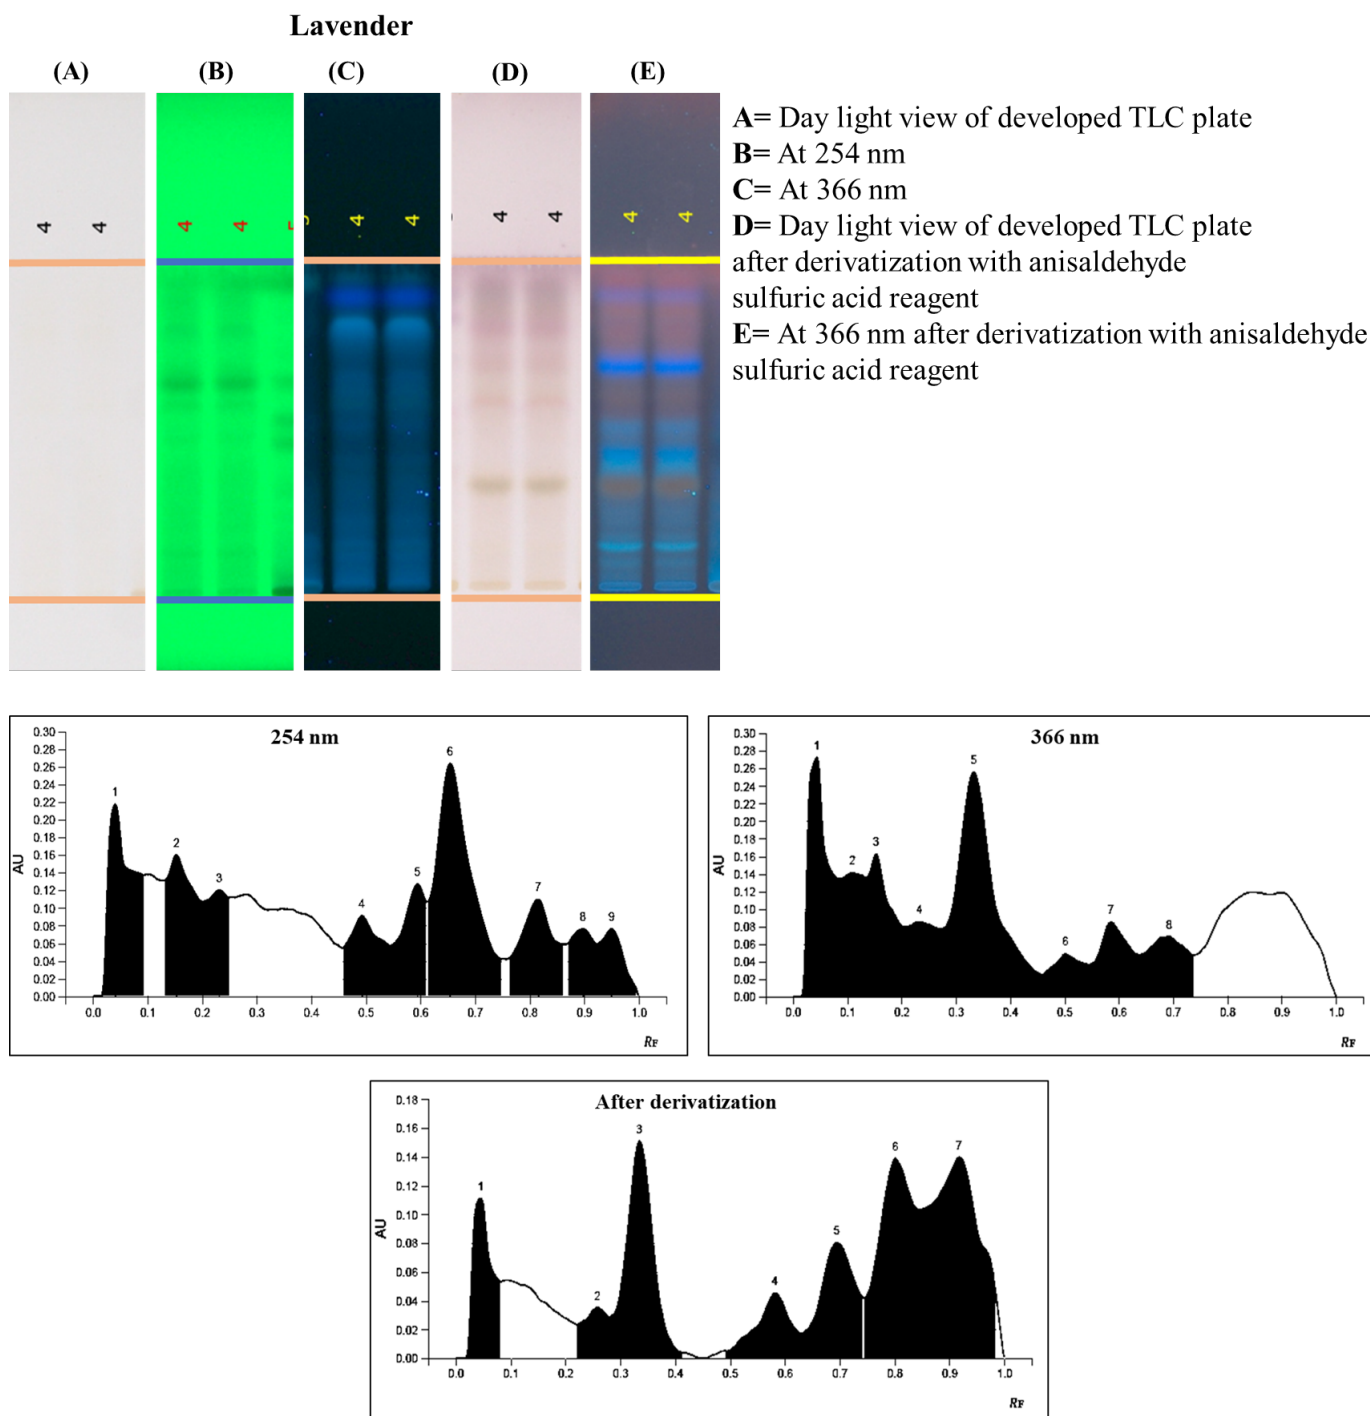 Lavender
(A) (B) (C) (D) (E)
A= Day light view of developed TLC plate
B= At 254 nm
C= At 366 nm
D= Day light view of developed TLC plate
after derivatization with anisaldehyde
sulfuric acid reagent
E= At 366 nm after derivatization with anisaldehyde
sulfuric acid reagent
4 4 4 4 4 4 4 4 4 4
254 nm
AU
0.30
0.28
0.26
0.24
0.22
0.20
0.18
0.16
0.14
0.12
0.10
0.08
0.06
0.04
0.02
0.00
1 2 3 4 5 6 7 8 9
0.0 0.1 0.2 0.3 0.4 0.5 0.6 0.7 0.8 0.9 1.0
RF
366 nm
AU
0.30
0.28
0.26
0.24
0.22
0.20
0.18
0.16
0.14
0.12
0.10
0.08
0.06
0.04
0.02
0.00
1 2 3 4 5 6 7 8
0.0 0.1 0.2 0.3 0.4 0.5 0.6 0.7 0.8 0.9 1.0
RF
After derivatization
AU
0.18
0.16
0.14
0.12
0.10
0.08
0.06
0.04
0.02
0.00
1 2 3 4 5 6 7
0.0 0.1 0.2 0.3 0.4 0.5 0.6 0.7 0.8 0.9 1.0
RF